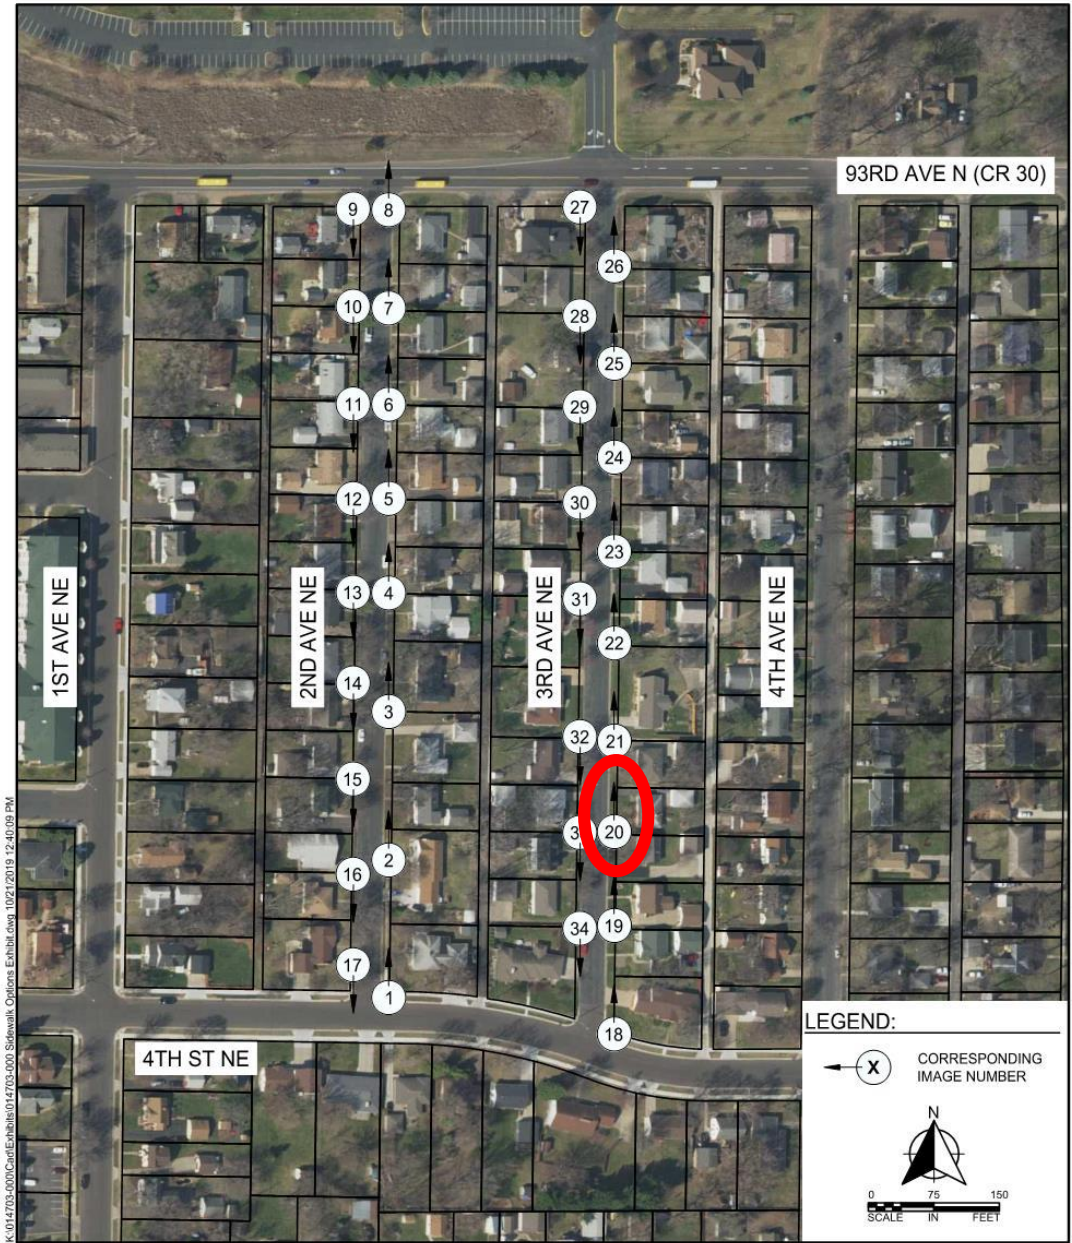 93RD AVE N (CR 30)
9
8
27
26
10
7
28
25
11
6
29
24
12
5
30
23
13
4
31
22
14
3
32
21
15
2
3
20
16
34
19
17
1
18
1ST AVE NE
2ND AVE NE
3RD AVE NE
4TH AVE NE
4TH ST NE
LEGEND:
X
CORRESPONDING
IMAGE NUMBER
N
0 75 150
SCALE IN FEET
K:\014703-000\Cad\Exhibits\014703-000 Sidewalk Options Exhibit.dwg 10/21/2019 12:40:09 PM